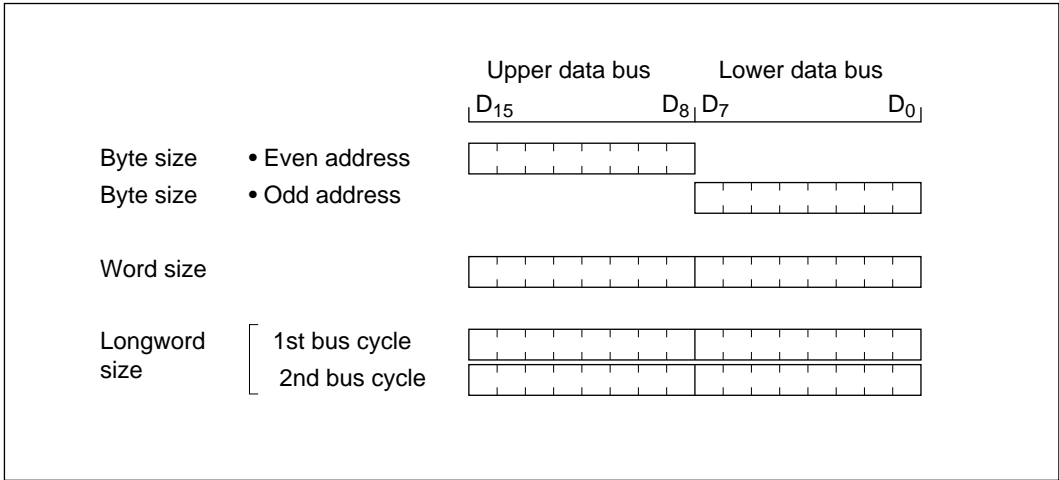 Upper data bus Lower data bus
D15 D8 D7 D0
Byte size • Even address
Byte size • Odd address
Word size
Longword size 1st bus cycle
2nd bus cycle